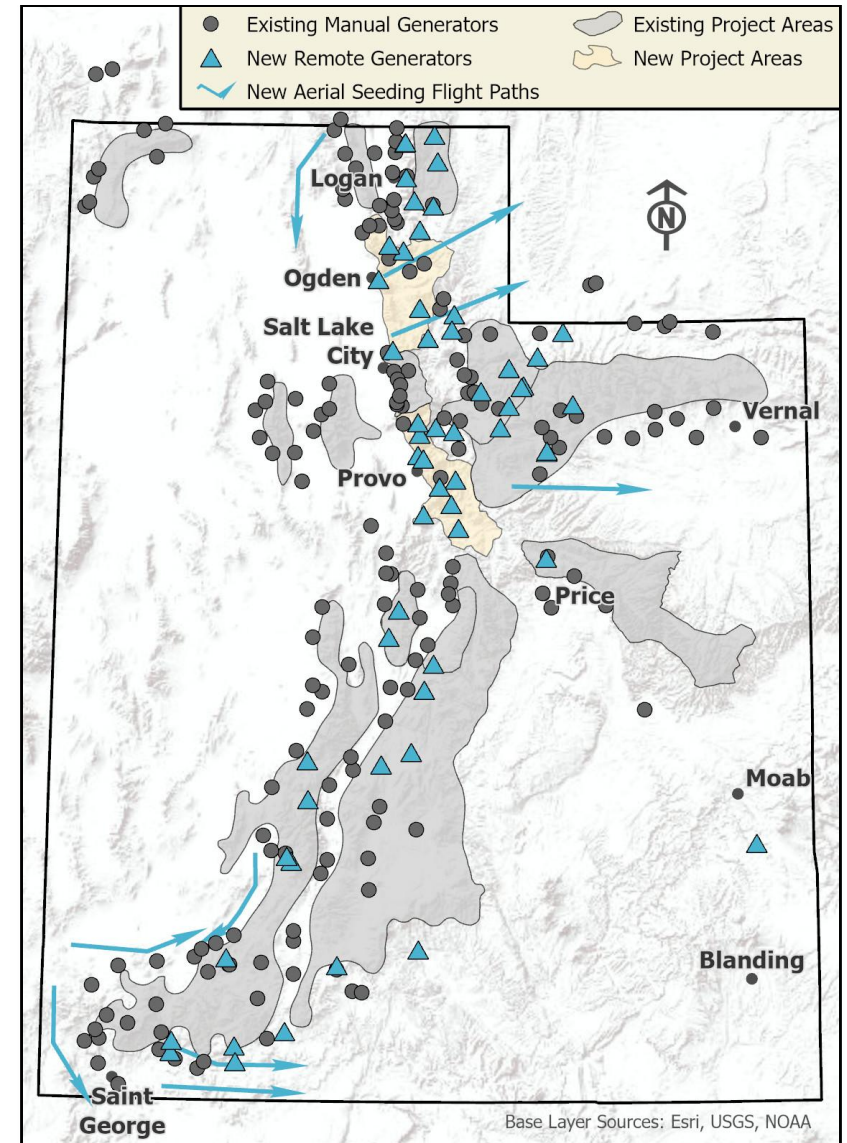 Existing Manual Generators
New Remote Generators
New Aerial Seeding Flight Paths
Existing Project Areas
New Project Areas
Logan
N
Ogden
Salt Lake
City
Vernal
Provo
Price
Moab
Blanding
Saint
George
Base Layer Sources: Esri, USGS, NOAA